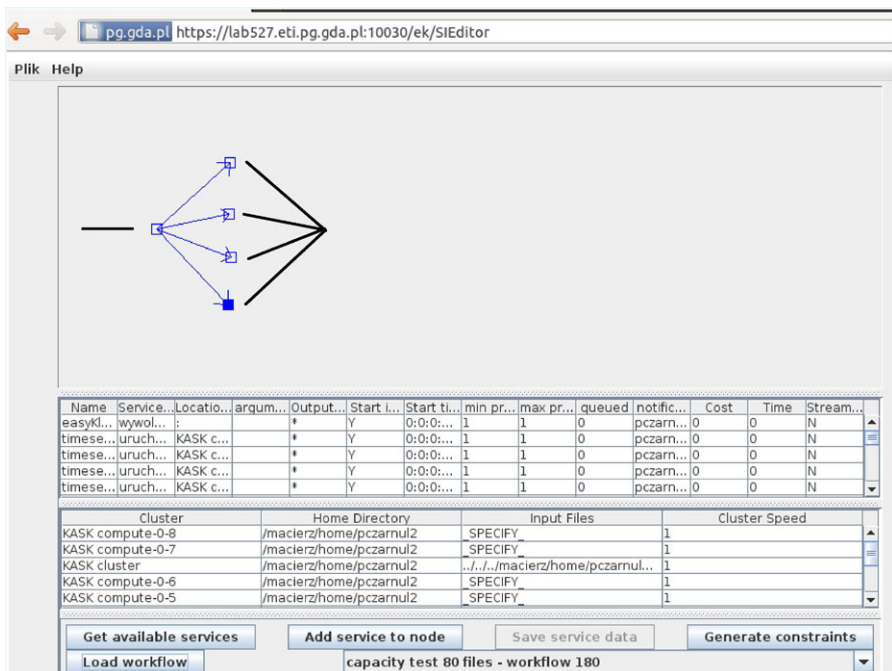 pg.gda.pl https://lab527.eti.pg.gda.pl:10030/ek/SIEditor
Plik Help
Name Service... Locatio... argum... Output... Start i... Start ti... min pr... max pr... queued notific... Cost Time Stream...
easyKl... wywol... : * Y 0:0:0:... 1 1 0 pczarn... 0 0 N
timese... uruch... KASK c... * Y 0:0:0:... 1 1 0 pczarn... 0 0 N
timese... uruch... KASK c... * Y 0:0:0:... 1 1 0 pczarn... 0 0 N
timese... uruch... KASK c... * Y 0:0:0:... 1 1 0 pczarn... 0 0 N
timese... uruch... KASK c... * Y 0:0:0:... 1 1 0 pczarn... 0 0 N
Cluster Home Directory Input Files Cluster Speed
KASK compute-0-8 /macierz/home/pczarnul2 _SPECIFY_ 1
KASK compute-0-7 /macierz/home/pczarnul2 _SPECIFY_ 1
KASK cluster /macierz/home/pczarnul2 ../../../macierz/home/pczarnul... 1
KASK compute-0-6 /macierz/home/pczarnul2 _SPECIFY_ 1
KASK compute-0-5 /macierz/home/pczarnul2 _SPECIFY_ 1
Get available services Add service to node Save service data Generate constraints
Load workflow capacity test 80 files - workflow 180